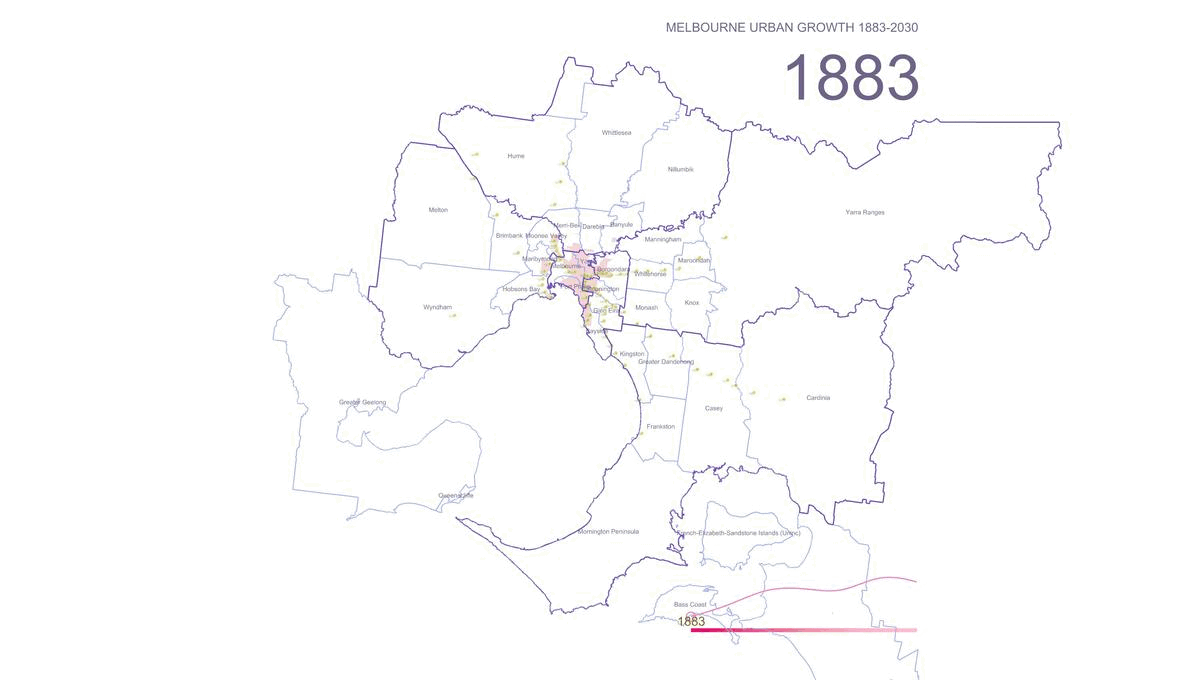 MELBOURNE URBAN GROWTH 1883-2030
1883
Whittlesea
Hume
Nillumbik
Melton
Yarra Ranges
Merri-Bek
Darebin
Banyule
Brimbank
Moonee Valley
Manningham
Maribyrnong
Melbourne
Yarra
Maroondah
Boroondara
Whitehorse
Hobsons Bay
Port Phillip
Stonnington
Knox
Wyndham
Monash
Glen Eira
Bayside
Kingston
Greater Dandenong
Cardinia
Greater Geelong
Casey
Frankston
Queenscliffe
Mornington Peninsula
French-Elizabeth-Sandstone Islands (Uninc)
Bass Coast
1883